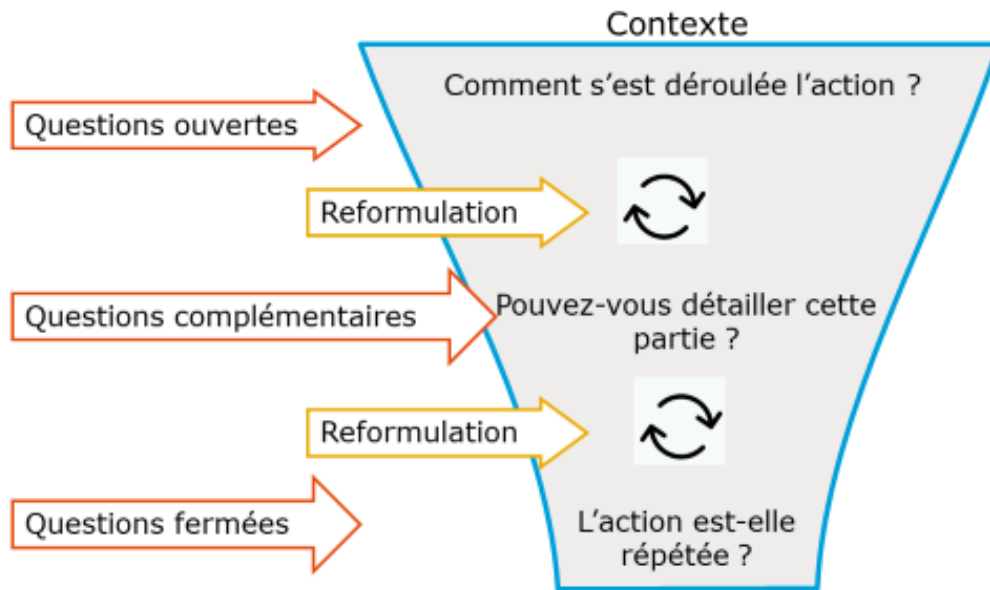 Contexte
Comment s'est déroulée l'action ?
Questions ouvertes
Reformulation
Questions complémentaires
Pouvez-vous détailler cette
partie ?
Reformulation
Questions fermées
L'action est-elle
répétée ?